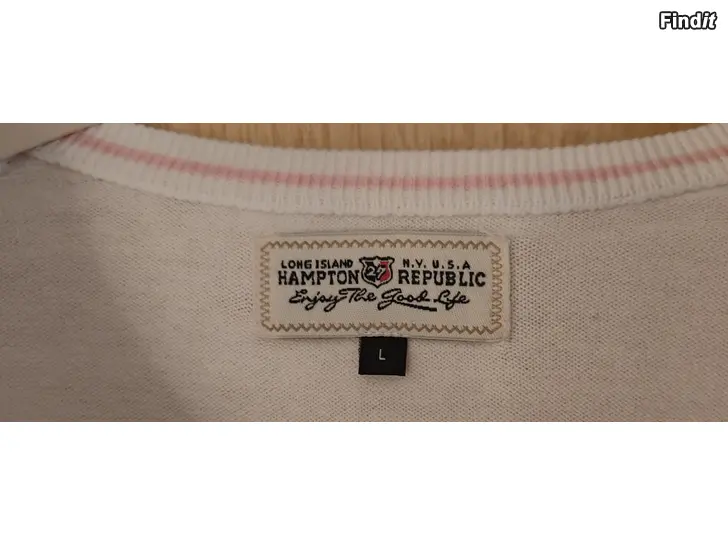 Findit
LONG ISLAND N.Y. U.S.A
HAMPTON 27 REPUBLIC
Enjoy The Good Life
L